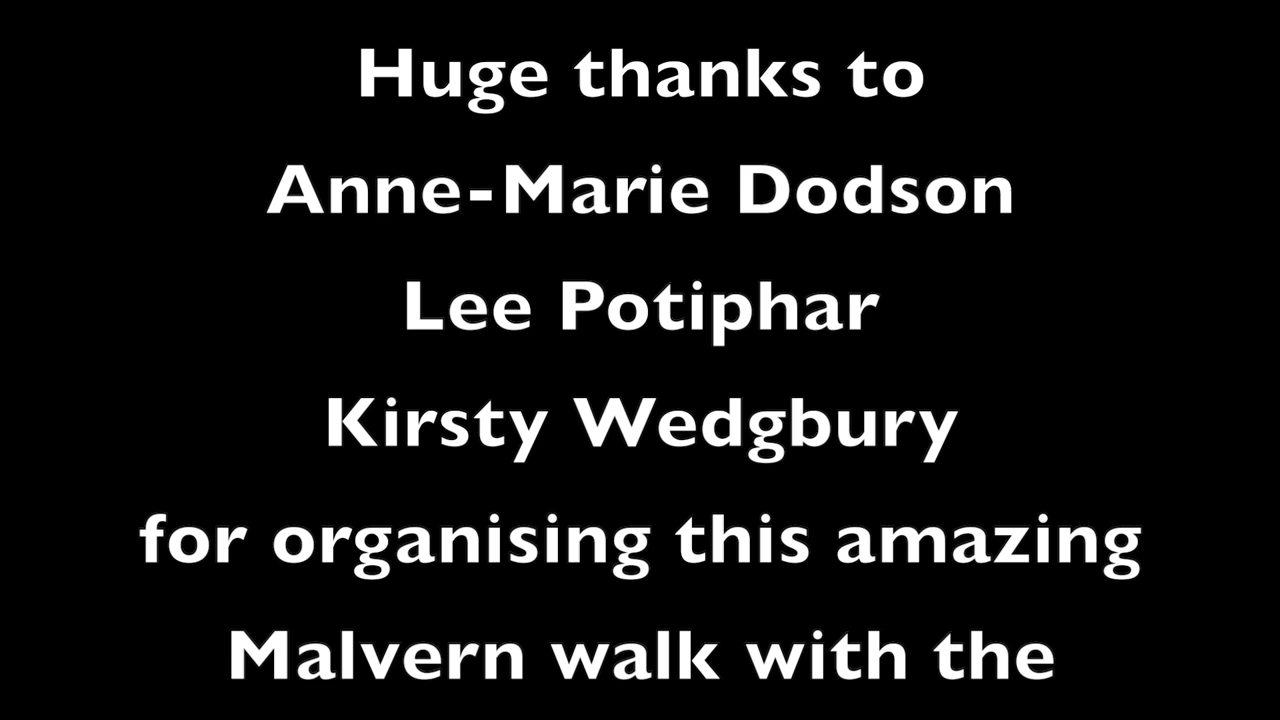 Huge thanks to
Anne-Marie Dodson
Lee Potiphar
Kirsty Wedgbury
for organising this amazing
Malvern walk with the